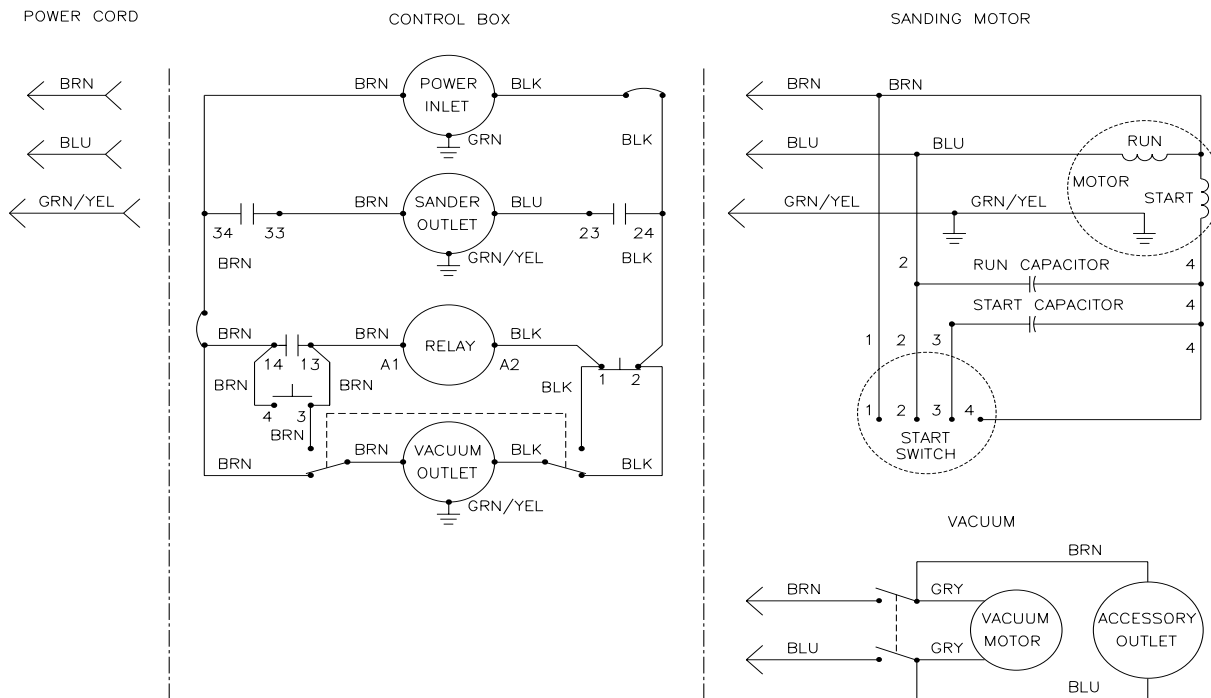 POWER CORD
CONTROL BOX
SANDING MOTOR
BRN
BLU
GRN/YEL
BRN
POWER
INLET
BLK
GRN
BLK
BRN
SANDER
OUTLET
BLU
34
33
23
24
GRN/YEL
BRN
BLK
BRN
BRN
RELAY
BLK
14
13
A1
A2
1
2
BRN
BRN
BLK
4
3
BRN
BRN
BRN
VACUUM
OUTLET
BLK
BLK
GRN/YEL
BRN
BRN
BLU
BLU
RUN
MOTOR
START
GRN/YEL
GRN/YEL
2
RUN CAPACITOR
4
START CAPACITOR
4
1
2
3
4
1
2
3
4
START
SWITCH
VACUUM
BRN
BRN
GRY
VACUUM
MOTOR
ACCESSORY
OUTLET
BLU
GRY
BLU